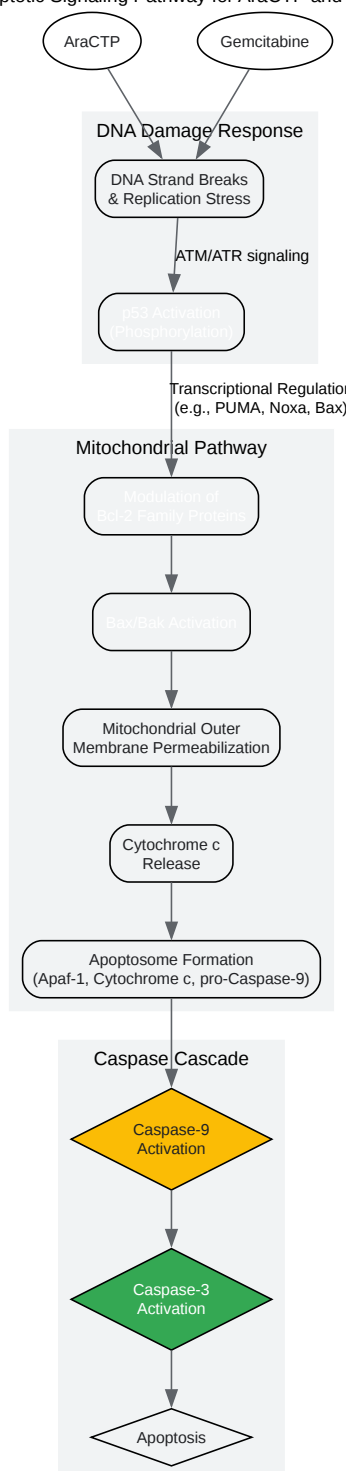 optotic Signaling Pathway for AraCTP and
AraCTP
Gemcitabine
DNA Damage Response
DNA Strand Breaks
& Replication Stress
ATM/ATR signaling
p53 Activation
(Phosphorylation)
Transcriptional Regulation
(e.g., PUMA, Noxa, Bax)
Mitochondrial Pathway
Modulation of
Bcl-2 Family Proteins
Bax/Bak Activation
Mitochondrial Outer
Membrane Permeabilization
Cytochrome c
Release
Apoptosome Formation
(Apaf-1, Cytochrome c, pro-Caspase-9)
Caspase Cascade
Caspase-9
Activation
Caspase-3
Activation
Apoptosis